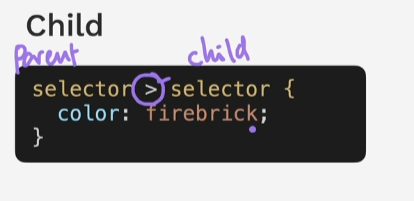 Child
Parent child
selector > selector {
color: firebrick;
}